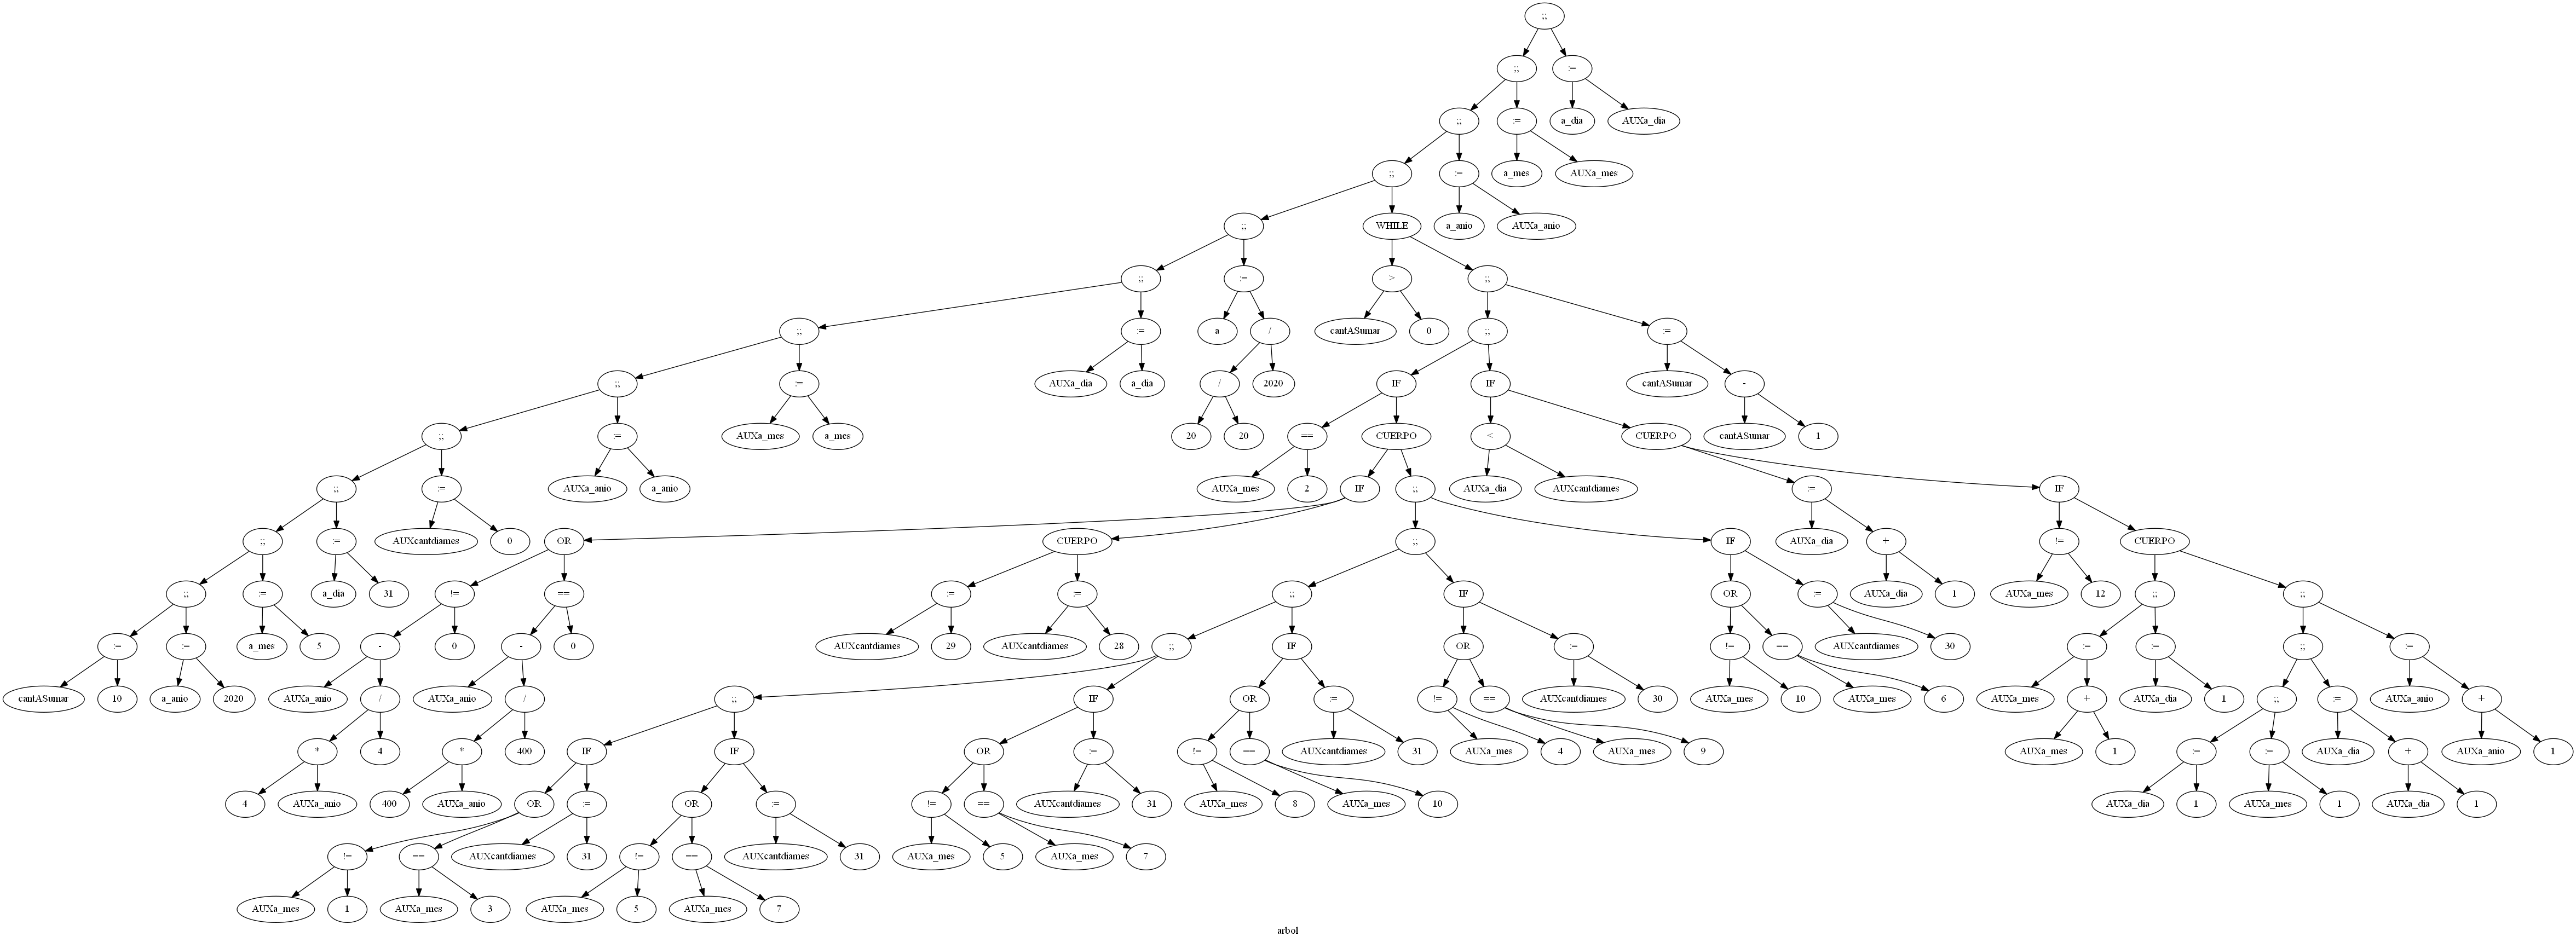 ;;
;; :=
;; := a_dia AUXa_dia
;; := a_mes AUXa_mes
;; WHILE a_anio AUXa_anio
;; := > ;;
;; := a / cantASumar 0 ;; :=
;; := AUXa_dia a_dia / 2020 IF IF cantASumar -
;; := AUXa_mes a_mes 20 20 == CUERPO < CUERPO cantASumar 1
;; := AUXa_anio a_anio AUXa_mes 2 IF ;; AUXa_dia AUXcantdiames := IF
;; := AUXcantdiames 0 OR CUERPO ;; IF AUXa_dia + != CUERPO
;; := a_dia 31 != == := := ;; IF OR := AUXa_dia 1 AUXa_mes 12 ;; ;;
:= := a_mes 5 - 0 - 0 AUXcantdiames 29 AUXcantdiames 28 ;; IF OR := != == AUXcantdiames 30 := := ;; :=
cantASumar 10 a_anio 2020 AUXa_anio / AUXa_anio / ;; IF OR := != == AUXcantdiames 30 AUXa_mes 10 AUXa_mes 6 AUXa_mes + AUXa_dia 1 ;; := AUXa_anio +
* 4 * 400 IF IF OR := != == AUXcantdiames 31 AUXa_mes 4 AUXa_mes 9 AUXa_mes 1 := := AUXa_dia + AUXa_anio 1
4 AUXa_anio 400 AUXa_anio OR := OR := != == AUXcantdiames 31 AUXa_mes 8 AUXa_mes 10 AUXa_dia 1 AUXa_mes 1 AUXa_dia 1
!= == AUXcantdiames 31 != == AUXcantdiames 31 AUXa_mes 5 AUXa_mes 7
AUXa_mes 1 AUXa_mes 3 AUXa_mes 5 AUXa_mes 7
arbol